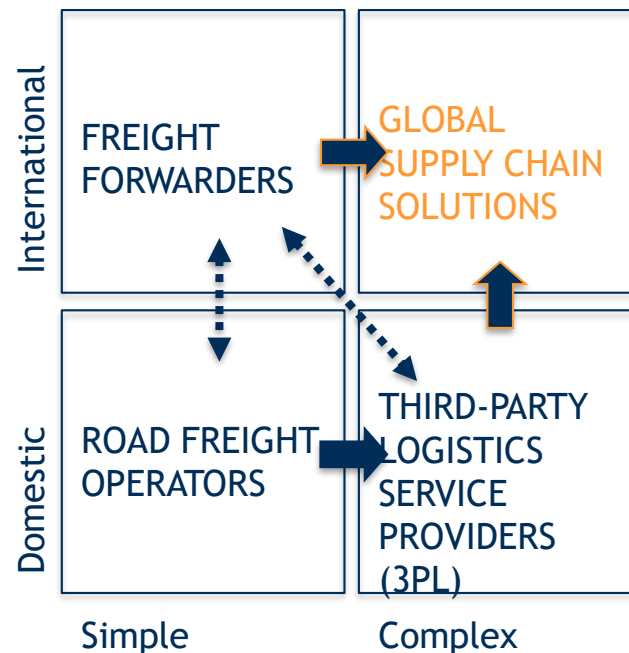 International
FREIGHT
FORWARDERS
GLOBAL
SUPPLY CHAIN
SOLUTIONS
Domestic
ROAD FREIGHT
OPERATORS
THIRD-PARTY
LOGISTICS
SERVICE
PROVIDERS
(3PL)
Simple
Complex